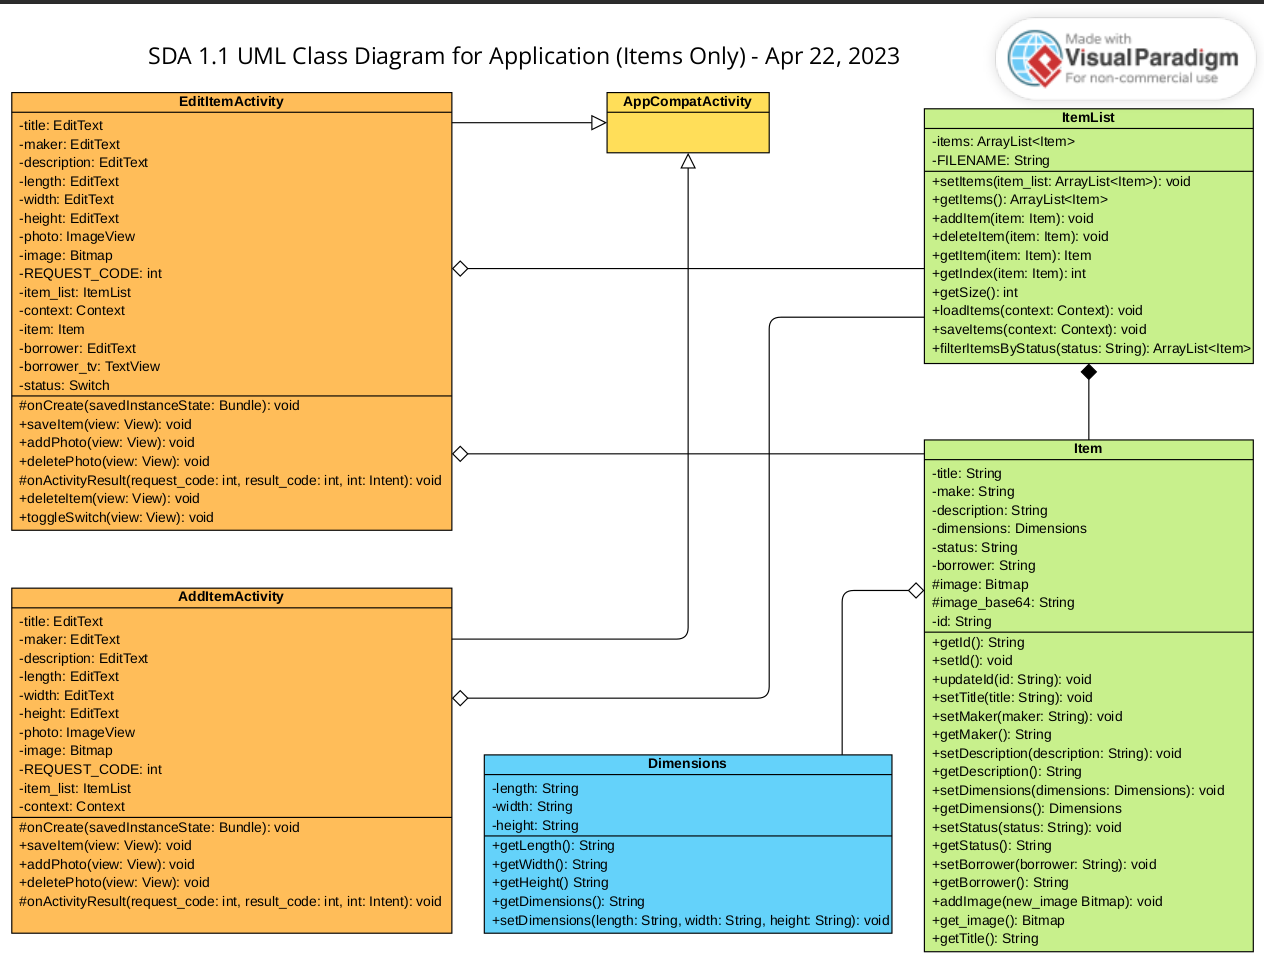 SDA 1.1 UML Class Diagram for Application (Items Only) - Apr 22, 2023
Made with
Visual Paradigm
For non-commercial use
EditItemActivity
-title: EditText
-maker: EditText
-description: EditText
-length: EditText
-width: EditText
-height: EditText
-photo: ImageView
-image: Bitmap
-REQUEST_CODE: int
-item_list: ItemList
-context: Context
-item: Item
-borrower: EditText
-borrower_tv: TextView
-status: Switch
#onCreate(savedInstanceState: Bundle): void
+saveItem(view: View): void
+addPhoto(view: View): void
+deletePhoto(view: View): void
#onActivityResult(request_code: int, result_code: int, int: Intent): void
+deleteItem(view: View): void
+toggleSwitch(view: View): void
AppCompatActivity
ItemList
-items: ArrayList<Item>
-FILENAME: String
+setItems(item_list: ArrayList<Item>): void
+getItems(): ArrayList<Item>
+addItem(item: Item): void
+deleteItem(item: Item): void
+getItem(item: Item): Item
+getIndex(item: Item): int
+getSize(): int
+loadItems(context: Context): void
+saveItems(context: Context): void
+filterItemsByStatus(status: String): ArrayList<Item>
AddItemActivity
-title: EditText
-maker: EditText
-description: EditText
-length: EditText
-width: EditText
-height: EditText
-photo: ImageView
-image: Bitmap
-REQUEST_CODE: int
-item_list: ItemList
-context: Context
#onCreate(savedInstanceState: Bundle): void
+saveItem(view: View): void
+addPhoto(view: View): void
+deletePhoto(view: View): void
#onActivityResult(request_code: int, result_code: int, int: Intent): void
Dimensions
-length: String
-width: String
-height: String
+getLength(): String
+getWidth(): String
+getHeight() String
+getDimensions(): String
+setDimensions(length: String, width: String, height: String): void
Item
-title: String
-make: String
-description: String
-dimensions: Dimensions
-status: String
-borrower: String
#image: Bitmap
#image_base64: String
-id: String
+getId(): String
+setId(): void
+updateId(id: String): void
+setTitle(title: String): void
+setMaker(maker: String): void
+getMaker(): String
+setDescription(description: String): void
+getDescription(): String
+setDimensions(dimensions: Dimensions): void
+getDimensions(): Dimensions
+setStatus(status: String): void
+getStatus(): String
+setBorrower(borrower: String): void
+getBorrower(): String
+addImage(new_image Bitmap): void
+get_image(): Bitmap
+getTitle(): String